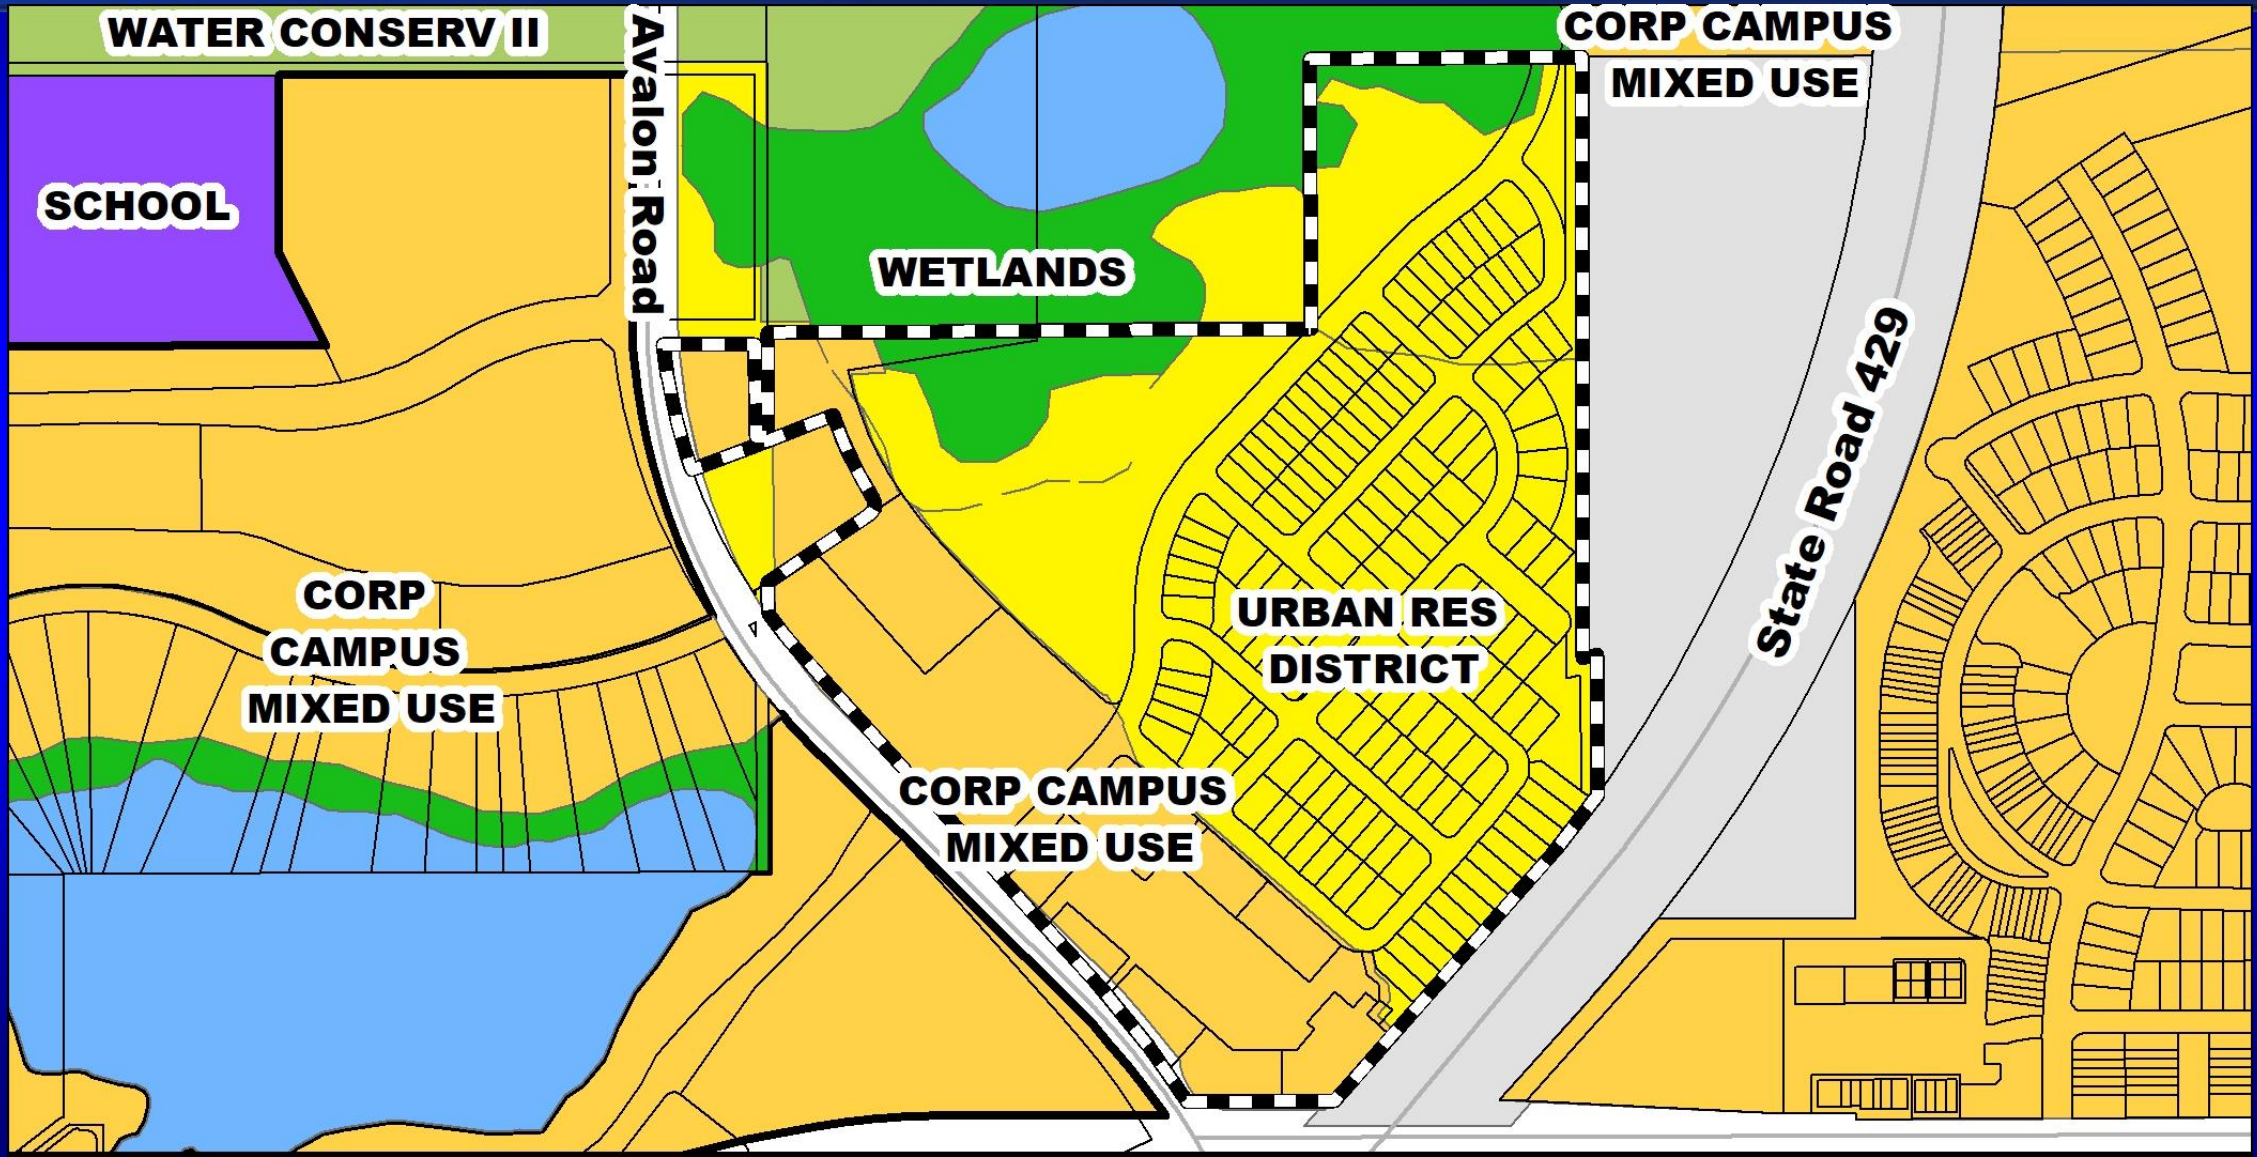 WATER CONSERV II
Avalon Road
CORP CAMPUS
MIXED USE
SCHOOL
WETLANDS
State Road 429
CORP
CAMPUS
MIXED USE
URBAN RES
DISTRICT
CORP CAMPUS
MIXED USE